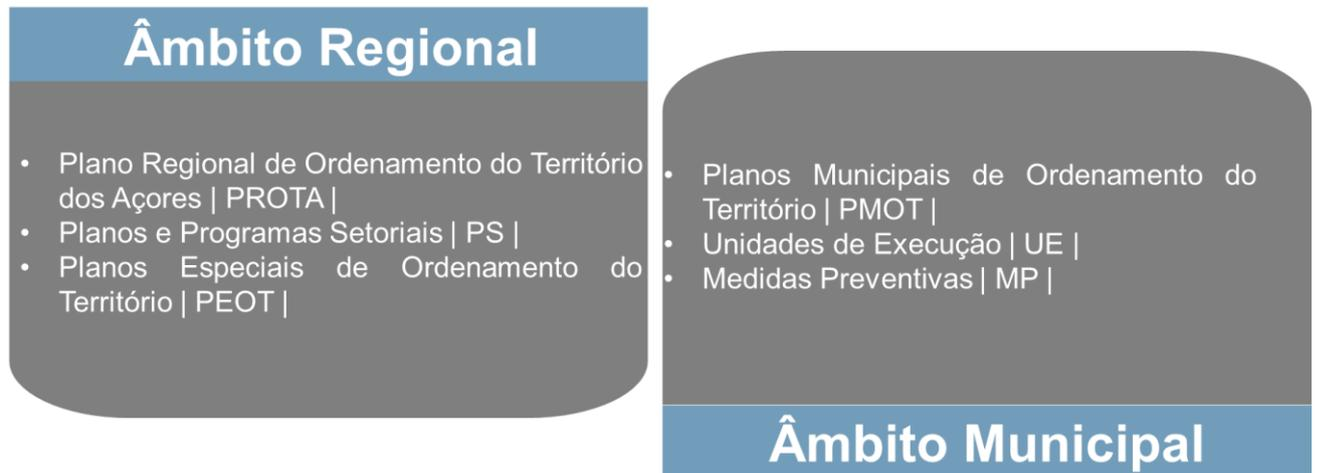 Âmbito Regional
• Plano Regional de Ordenamento do Território
dos Açores | PROTA |
• Planos e Programas Setoriais | PS |
• Planos Especiais de Ordenamento do
Território | PEOT |
• Planos Municipais de Ordenamento do
Território | PMOT |
• Unidades de Execução | UE |
• Medidas Preventivas | MP |
Âmbito Municipal